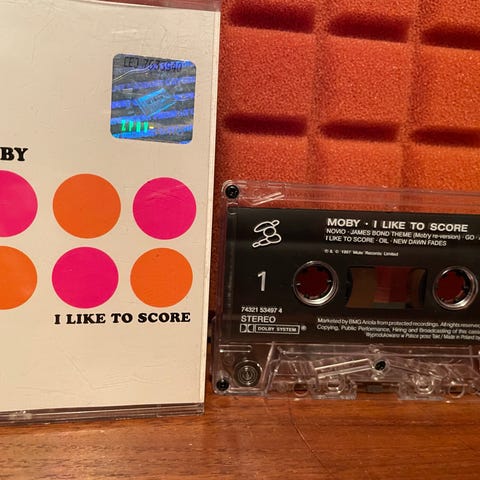 CEJ 7633940
ZPAV
BY
I LIKE TO SCORE
MOBY · I LIKE TO SCORE
NOVIO · JAMES BOND THEME (Moby re-version) · GO ·
I LIKE TO SCORE · OIL · NEW DAWN FADES
℗ & © 1997 Mute Records Limited
1
74321 53497 4
STEREO
DOLBY SYSTEM ®
Marketed by BMG Ariola from protected recordings. All rights reserved
Copying, Public Performance, Hiring and Broadcasting of this
Wyprodukowano w Polsce przez Takt / Made in Poland by